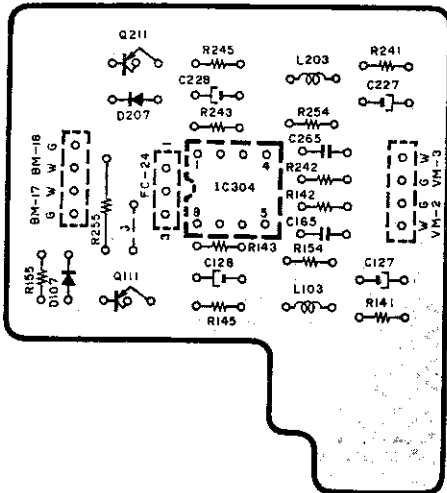 Q211
R245
L203
R241
C228
C227
D207
R243
R254
BM-17 BM-18
G W W G
FC-24
1
3
1
4
IC304
8
5
C265
R242
R142
C165
W G G W
VM-2 VM-3
R255
J
R143
R154
R155
D107
Q111
C128
L103
C127
R145
R141